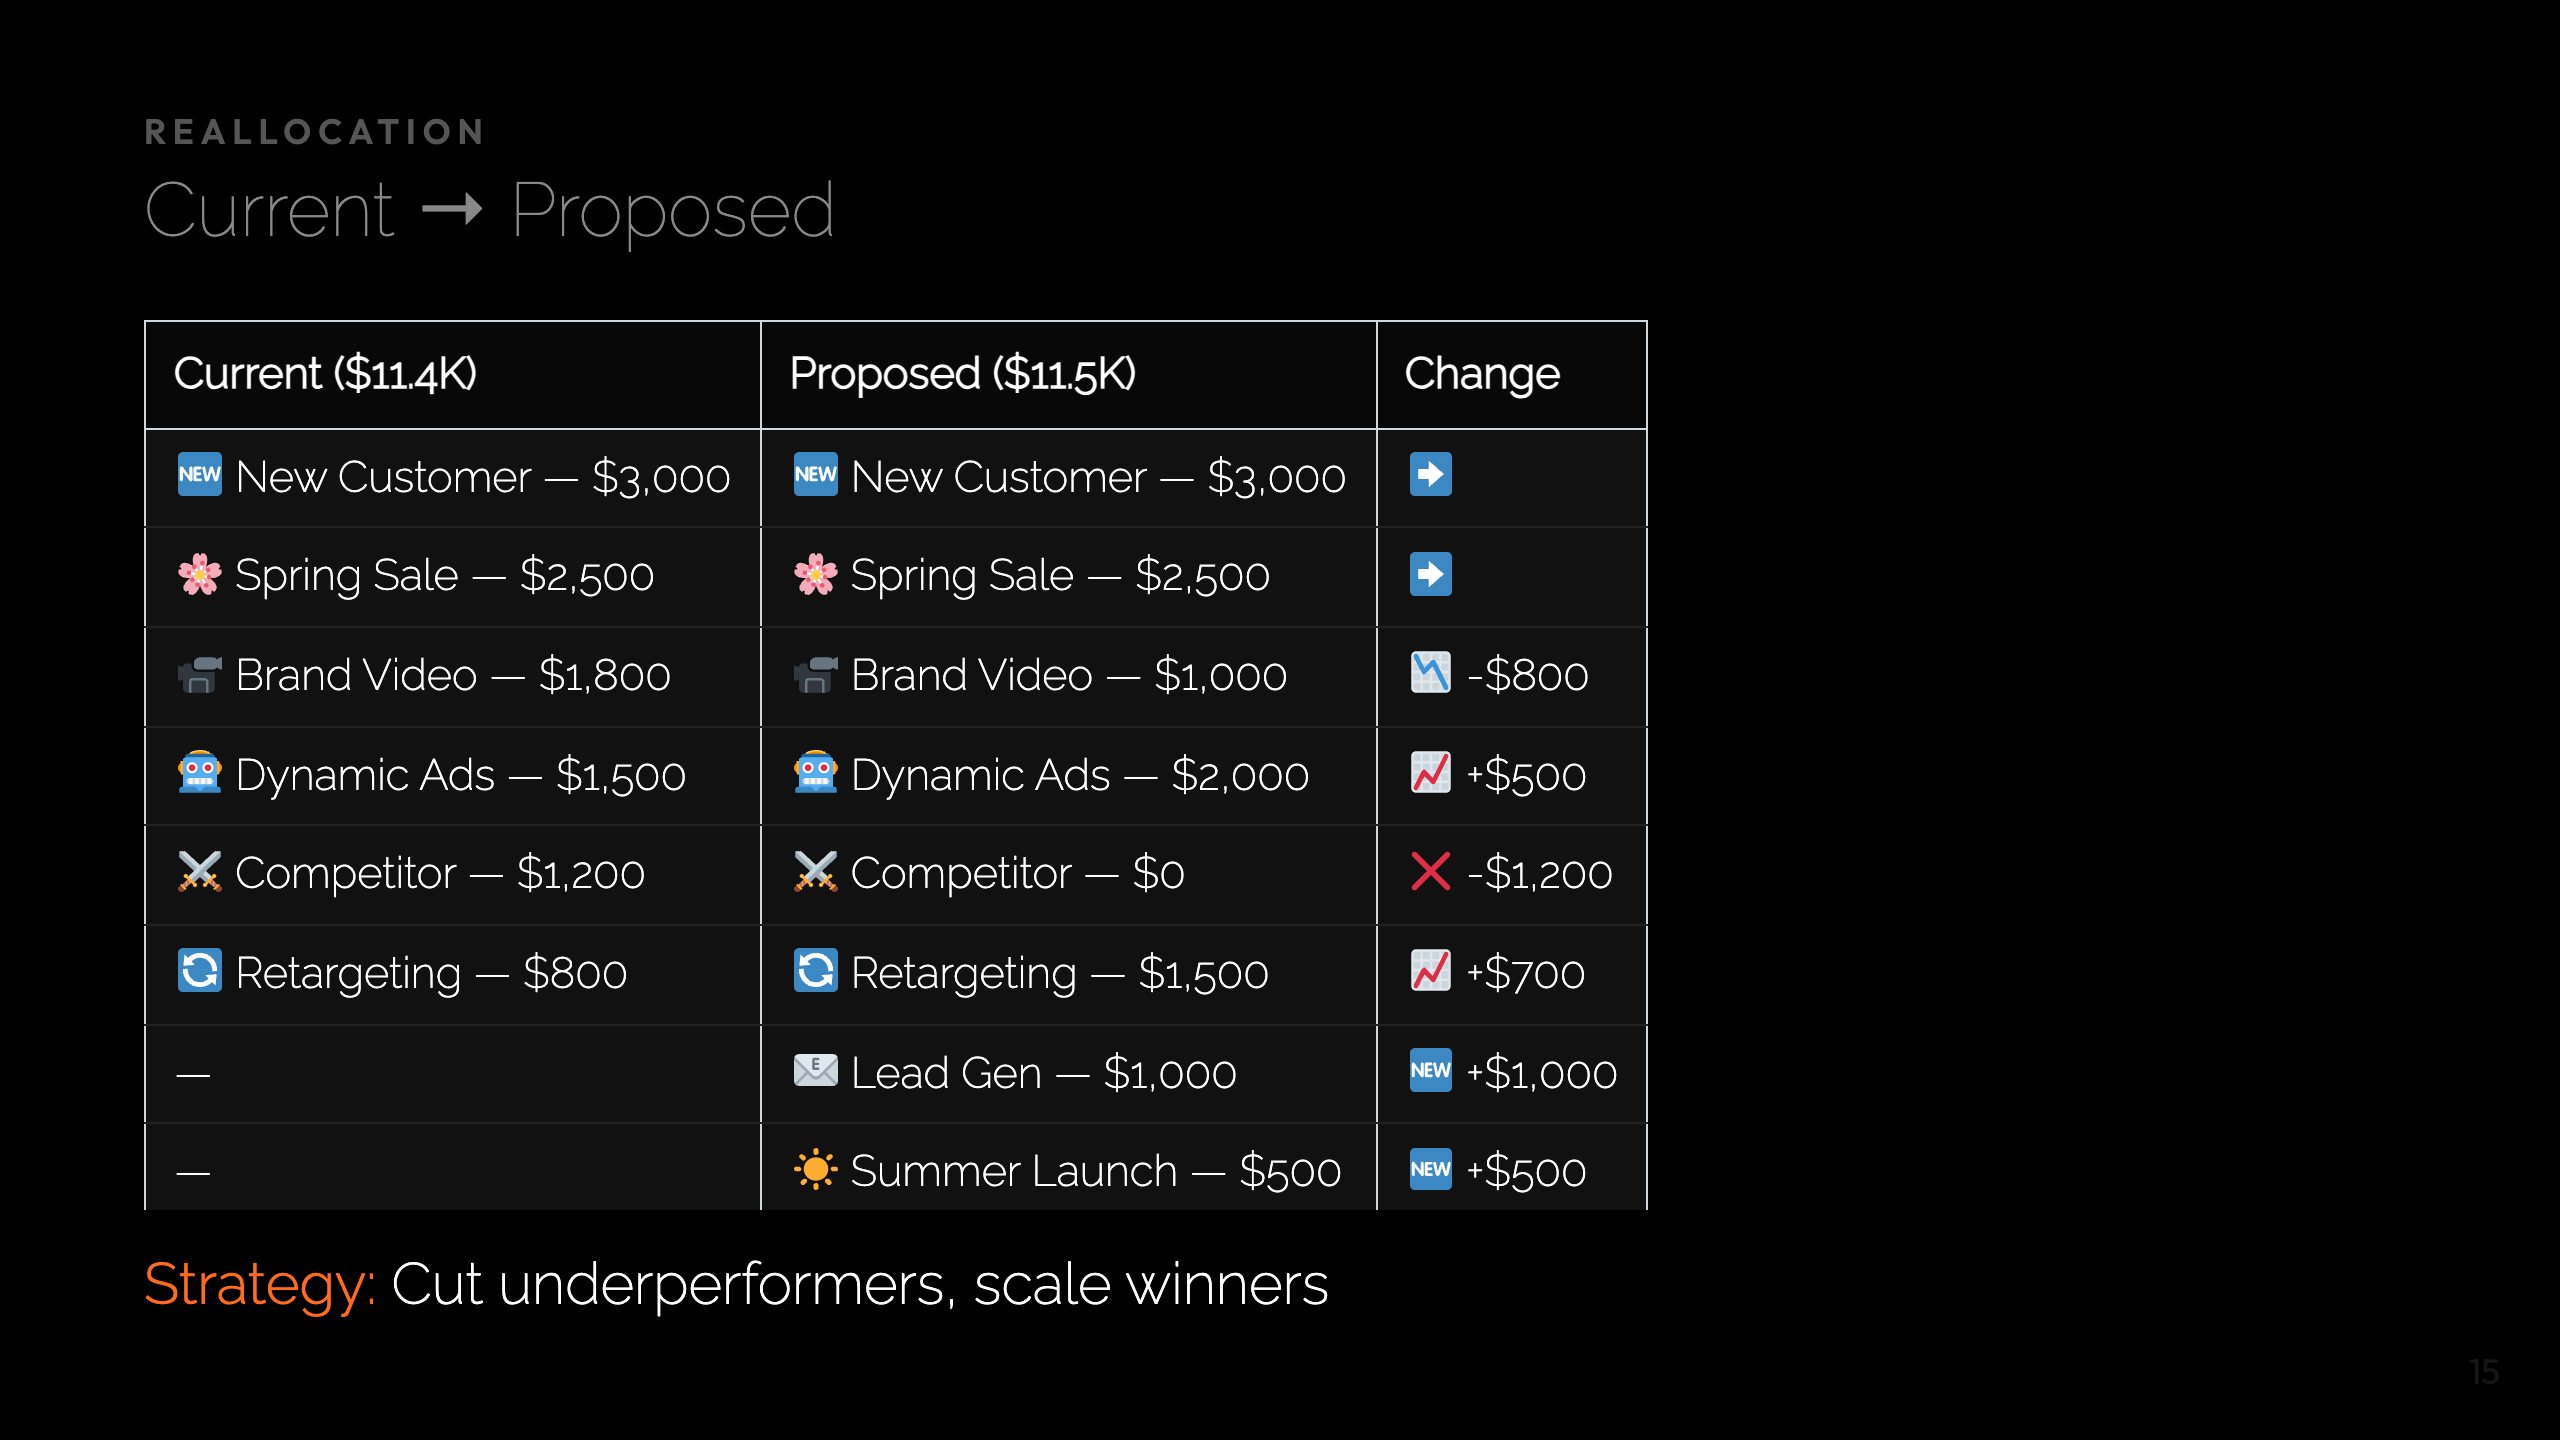 REALLOCATION
Current → Proposed
Current ($11.4K) Proposed ($11.5K) Change
🆕 New Customer — $3,000 🆕 New Customer — $3,000 ➡️
🌸 Spring Sale — $2,500 🌸 Spring Sale — $2,500 ➡️
🎥 Brand Video — $1,800 🎥 Brand Video — $1,000 📉 -$800
🤖 Dynamic Ads — $1,500 🤖 Dynamic Ads — $2,000 📈 +$500
⚔️ Competitor — $1,200 ⚔️ Competitor — $0 ❌ -$1,200
🔄 Retargeting — $800 🔄 Retargeting — $1,500 📈 +$700
— 📧 Lead Gen — $1,000 🆕 +$1,000
— ☀️ Summer Launch — $500 🆕 +$500
Strategy: Cut underperformers, scale winners
15